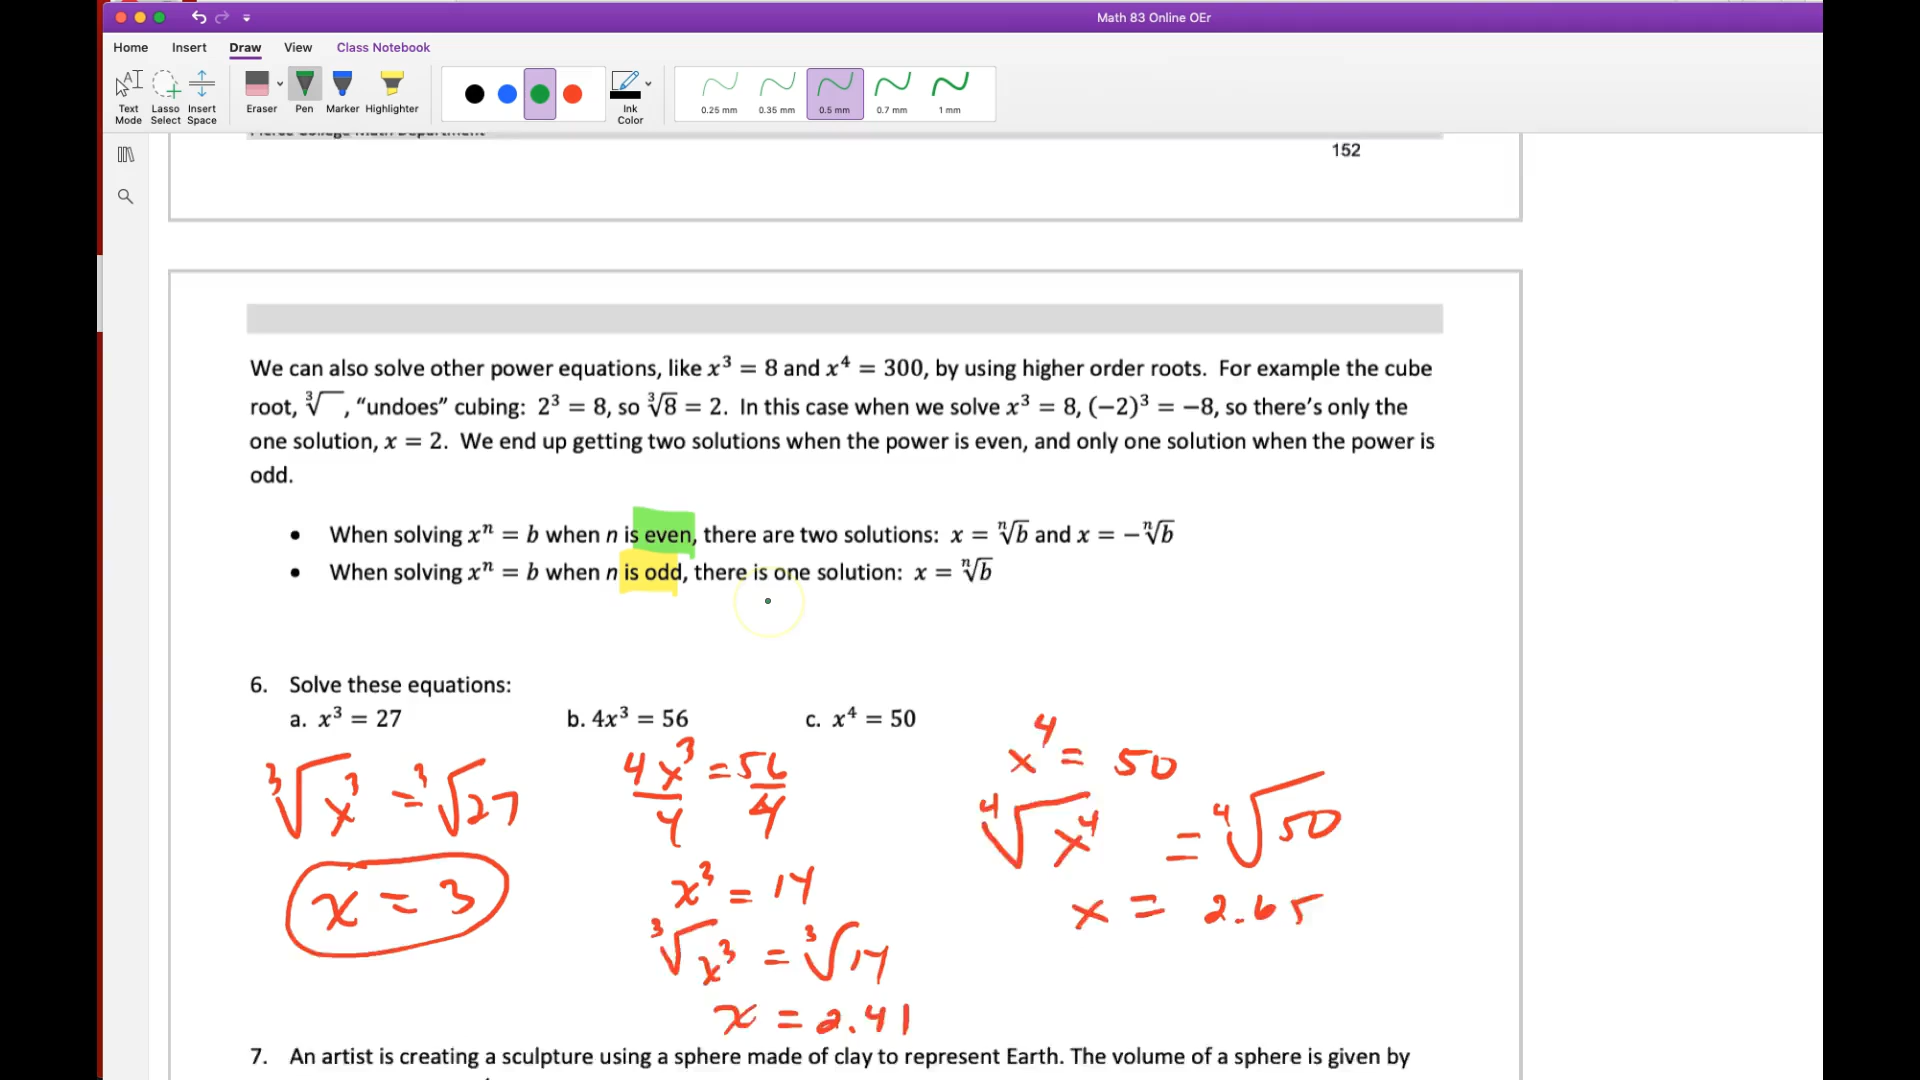 Math 83 Online OEr
Home Insert Draw View Class Notebook
Text Mode Lasso Select Insert Space Eraser Pen Marker Highlighter Ink Color 0.25 mm 0.35 mm 0.5 mm 0.7 mm 1 mm
Pierce College Math Department
152
We can also solve other power equations, like x³ = 8 and x⁴ = 300, by using higher order roots. For example the cube
root, ∛ , “undoes” cubing: 2³ = 8, so ∛8 = 2. In this case when we solve x³ = 8, (−2)³ = −8, so there’s only the
one solution, x = 2. We end up getting two solutions when the power is even, and only one solution when the power is
odd.
• When solving xⁿ = b when n is even, there are two solutions: x = ⁿ√b and x = −ⁿ√b
• When solving xⁿ = b when n is odd, there is one solution: x = ⁿ√b
6. Solve these equations:
a. x³ = 27 b. 4x³ = 56 c. x⁴ = 50
∛x³ = ∛27
x = 3
4x³/4 = 56/4
x³ = 14
∛x³ = ∛14
x = 2.41
x⁴ = 50
∜x⁴ = ∜50
x = 2.65
7. An artist is creating a sculpture using a sphere made of clay to represent Earth. The volume of a sphere is given by